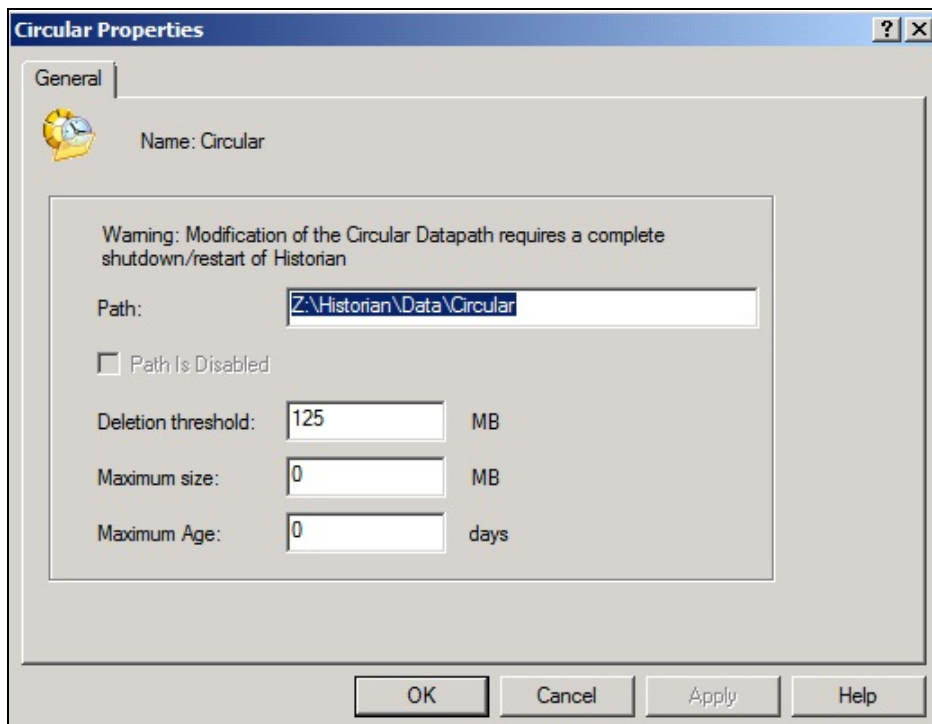 Circular Properties
General
Name: Circular
Warning: Modification of the Circular Datapath requires a complete
shutdown/restart of Historian
Path: Z:\Historian\Data\Circular
Path Is Disabled
Deletion threshold: 125 MB
Maximum size: 0 MB
Maximum Age: 0 days
OK Cancel Apply Help